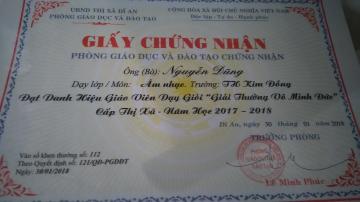 UBND THỊ XÃ DĨ AN
PHÒNG GIÁO DỤC VÀ ĐÀO TẠO
CỘNG HÒA XÃ HỘI CHỦ NGHĨA VIỆT NAM
Độc lập - Tự do - Hạnh phúc
GIẤY CHỨNG NHẬN
PHÒNG GIÁO DỤC VÀ ĐÀO TẠO CHỨNG NHẬN
Ông (Bà): Nguyễn Dũng
Dạy lớp / Môn: Âm nhạc. Trường: TH Kim Đồng
Đạt Danh Hiệu Giáo Viên Dạy Giỏi "Giải Thưởng Võ Minh Đức"
Cấp Thị Xã - Năm Học 2017 - 2018
Dĩ An, ngày 30 tháng 01 năm 2018
TRƯỞNG PHÒNG
Vào sổ khen thưởng số: 112
Theo Quyết định số: 121/QĐ-PGDĐT
Ngày: 30/01/2018
Lê Minh Phúc